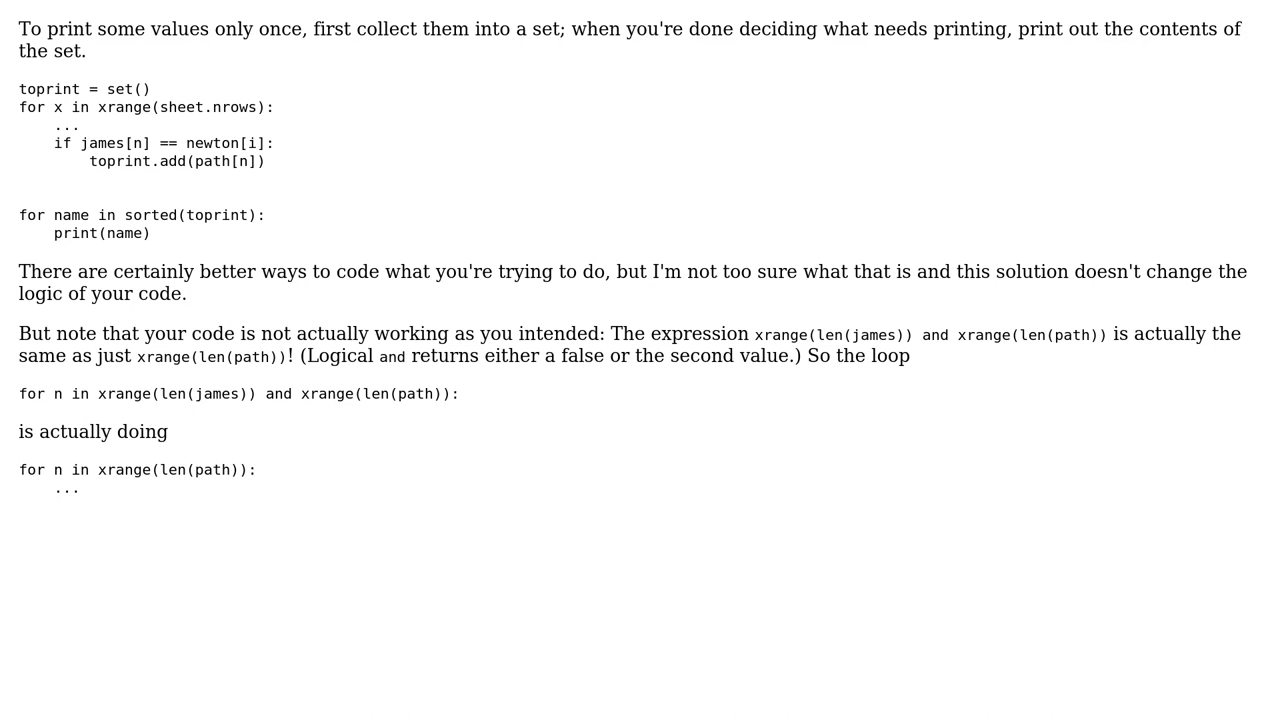 To print some values only once, first collect them into a set; when you're done deciding what needs printing, print out the contents of
the set.
toprint = set()
for x in xrange(sheet.nrows):
    ...
    if james[n] == newton[i]:
        toprint.add(path[n])
for name in sorted(toprint):
    print(name)
There are certainly better ways to code what you're trying to do, but I'm not too sure what that is and this solution doesn't change the
logic of your code.
But note that your code is not actually working as you intended: The expression xrange(len(james)) and xrange(len(path)) is actually the
same as just xrange(len(path))! (Logical and returns either a false or the second value.) So the loop
for n in xrange(len(james)) and xrange(len(path)):
is actually doing
for n in xrange(len(path)):
    ...